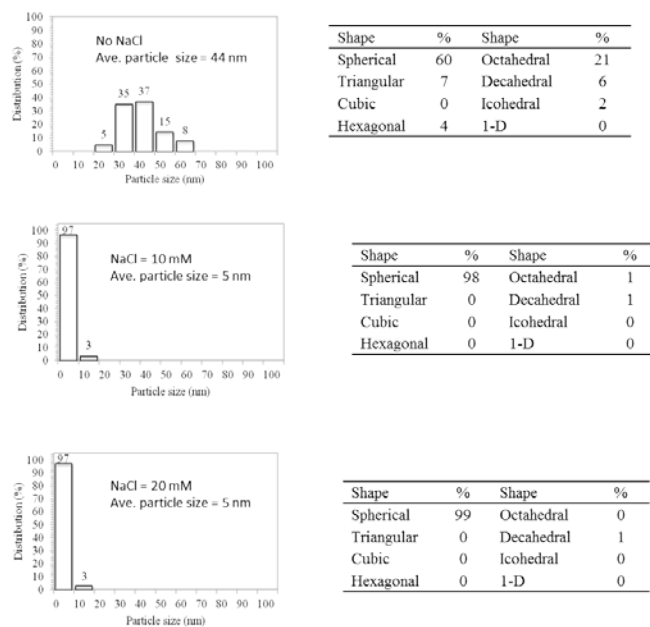 No NaCl
Ave. particle size = 44 nm
Distribution (%)
100
90
80
70
60
50
40
30
20
10
0
5
35
37
15
8
0 10 20 30 40 50 60 70 80 90 100
Particle size (nm)
Shape % Shape %
Spherical 60 Octahedral 21
Triangular 7 Decahedral 6
Cubic 0 Icohedral 2
Hexagonal 4 1-D 0
NaCl = 10 mM
Ave. particle size = 5 nm
Distribution (%)
100
90
80
70
60
50
40
30
20
10
0
97
3
0 10 20 30 40 50 60 70 80 90 100
Particle size (nm)
Shape % Shape %
Spherical 98 Octahedral 1
Triangular 0 Decahedral 1
Cubic 0 Icohedral 0
Hexagonal 0 1-D 0
NaCl = 20 mM
Ave. particle size = 5 nm
Distribution (%)
100
90
80
70
60
50
40
30
20
10
0
97
3
0 10 20 30 40 50 60 70 80 90 100
Particle size (nm)
Shape % Shape %
Spherical 99 Octahedral 0
Triangular 0 Decahedral 1
Cubic 0 Icohedral 0
Hexagonal 0 1-D 0